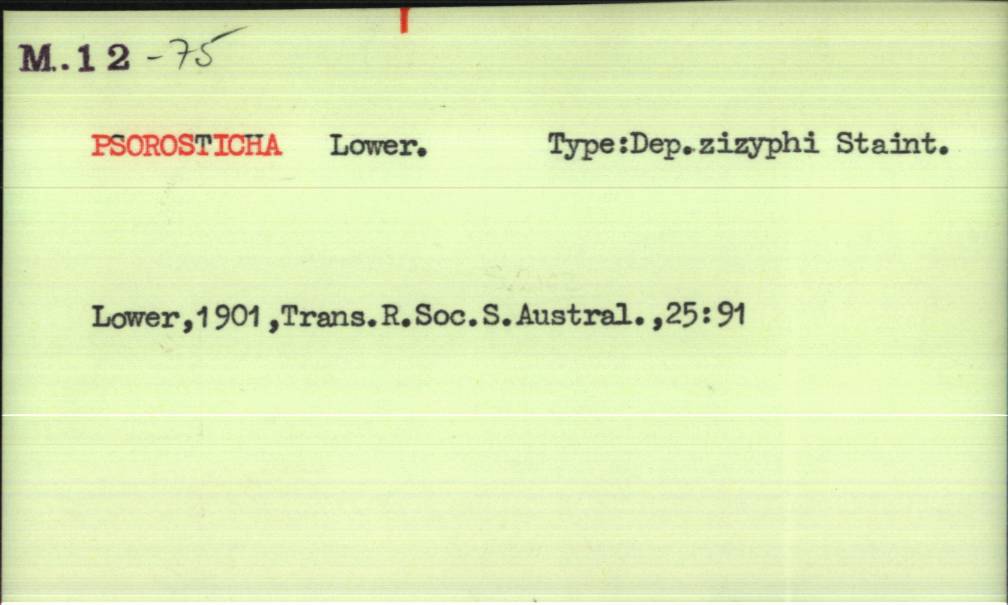 M.12 -75
PSOROSTICHA Lower. Type:Dep.zizyphi Staint.
Lower,1901,Trans.R.Soc.S.Austral.,25:91